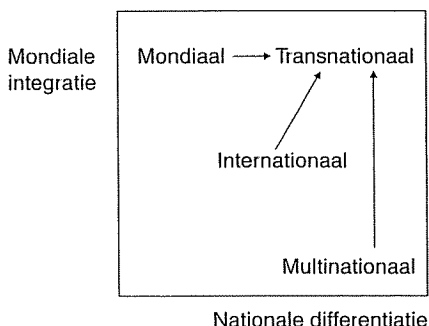 Mondiale
integratie
Mondiaal
Transnationaal
Internationaal
Multinationaal
Nationale differentiatie